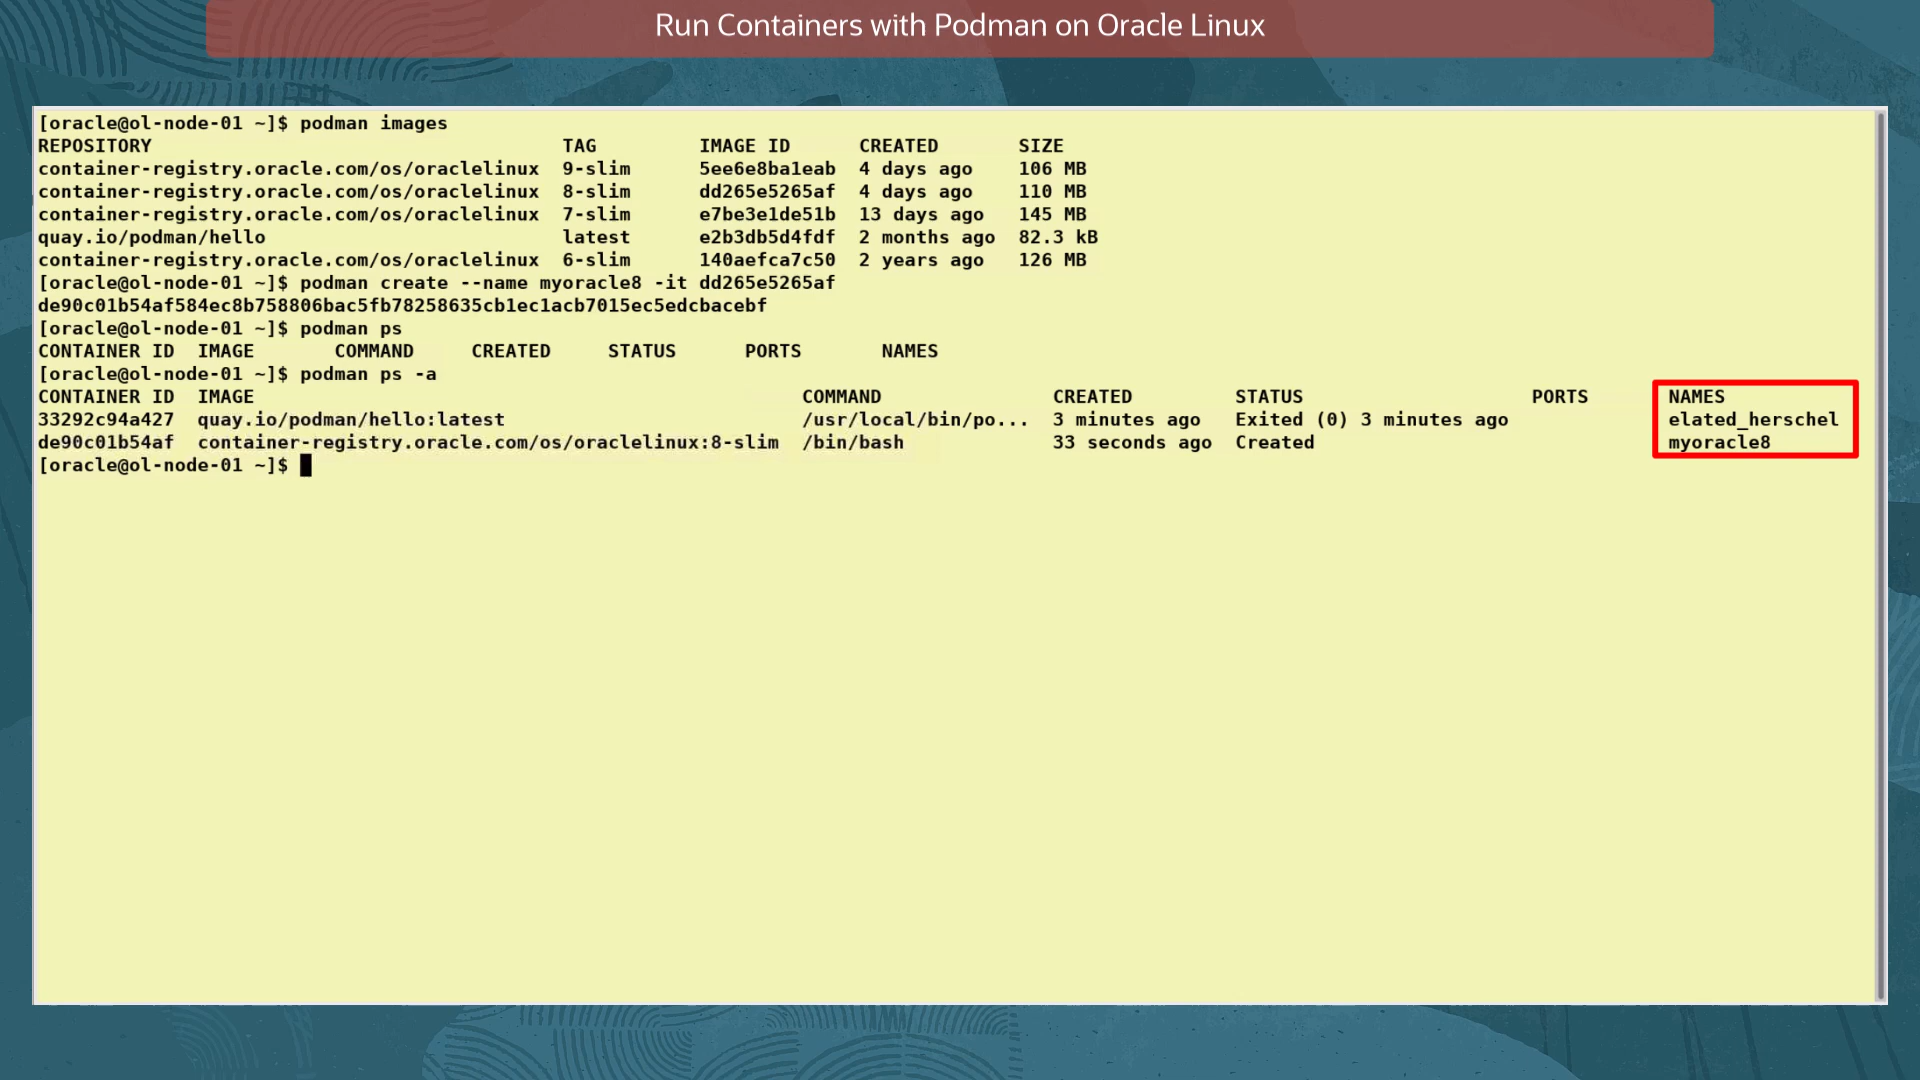 Run Containers with Podman on Oracle Linux
[oracle@ol-node-01 ~]$ podman images
REPOSITORY TAG IMAGE ID CREATED SIZE
container-registry.oracle.com/os/oraclelinux 9-slim 5ee6e8ba1eab 4 days ago 106 MB
container-registry.oracle.com/os/oraclelinux 8-slim dd265e5265af 4 days ago 110 MB
container-registry.oracle.com/os/oraclelinux 7-slim e7be3e1de51b 13 days ago 145 MB
quay.io/podman/hello latest e2b3db5d4fdf 2 months ago 82.3 kB
container-registry.oracle.com/os/oraclelinux 6-slim 140aefca7c50 2 years ago 126 MB
[oracle@ol-node-01 ~]$ podman create --name myoracle8 -it dd265e5265af
de90c01b54af584ec8b758806bac5fb78258635cb1ec1acb7015ec5edcbacebf
[oracle@ol-node-01 ~]$ podman ps
CONTAINER ID IMAGE COMMAND CREATED STATUS PORTS NAMES
[oracle@ol-node-01 ~]$ podman ps -a
CONTAINER ID IMAGE COMMAND CREATED STATUS PORTS NAMES
33292c94a427 quay.io/podman/hello:latest /usr/local/bin/po... 3 minutes ago Exited (0) 3 minutes ago elated_herschel
de90c01b54af container-registry.oracle.com/os/oraclelinux:8-slim /bin/bash 33 seconds ago Created myoracle8
[oracle@ol-node-01 ~]$